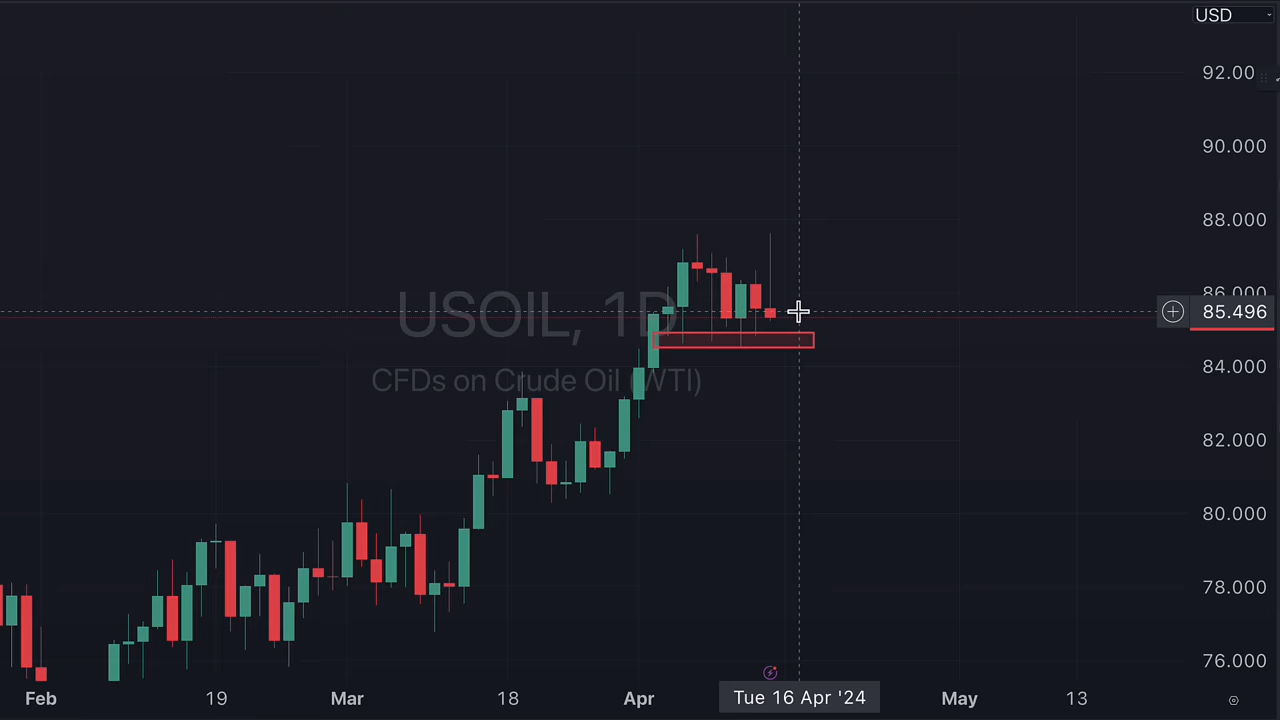 USD
92.00
90.000
88.000
86.000
85.496
84.000
82.000
80.000
78.000
76.000
USOIL, 1D
CFDs on Crude Oil (WTI)
Feb
19
Mar
18
Apr
Tue 16 Apr '24
May
13